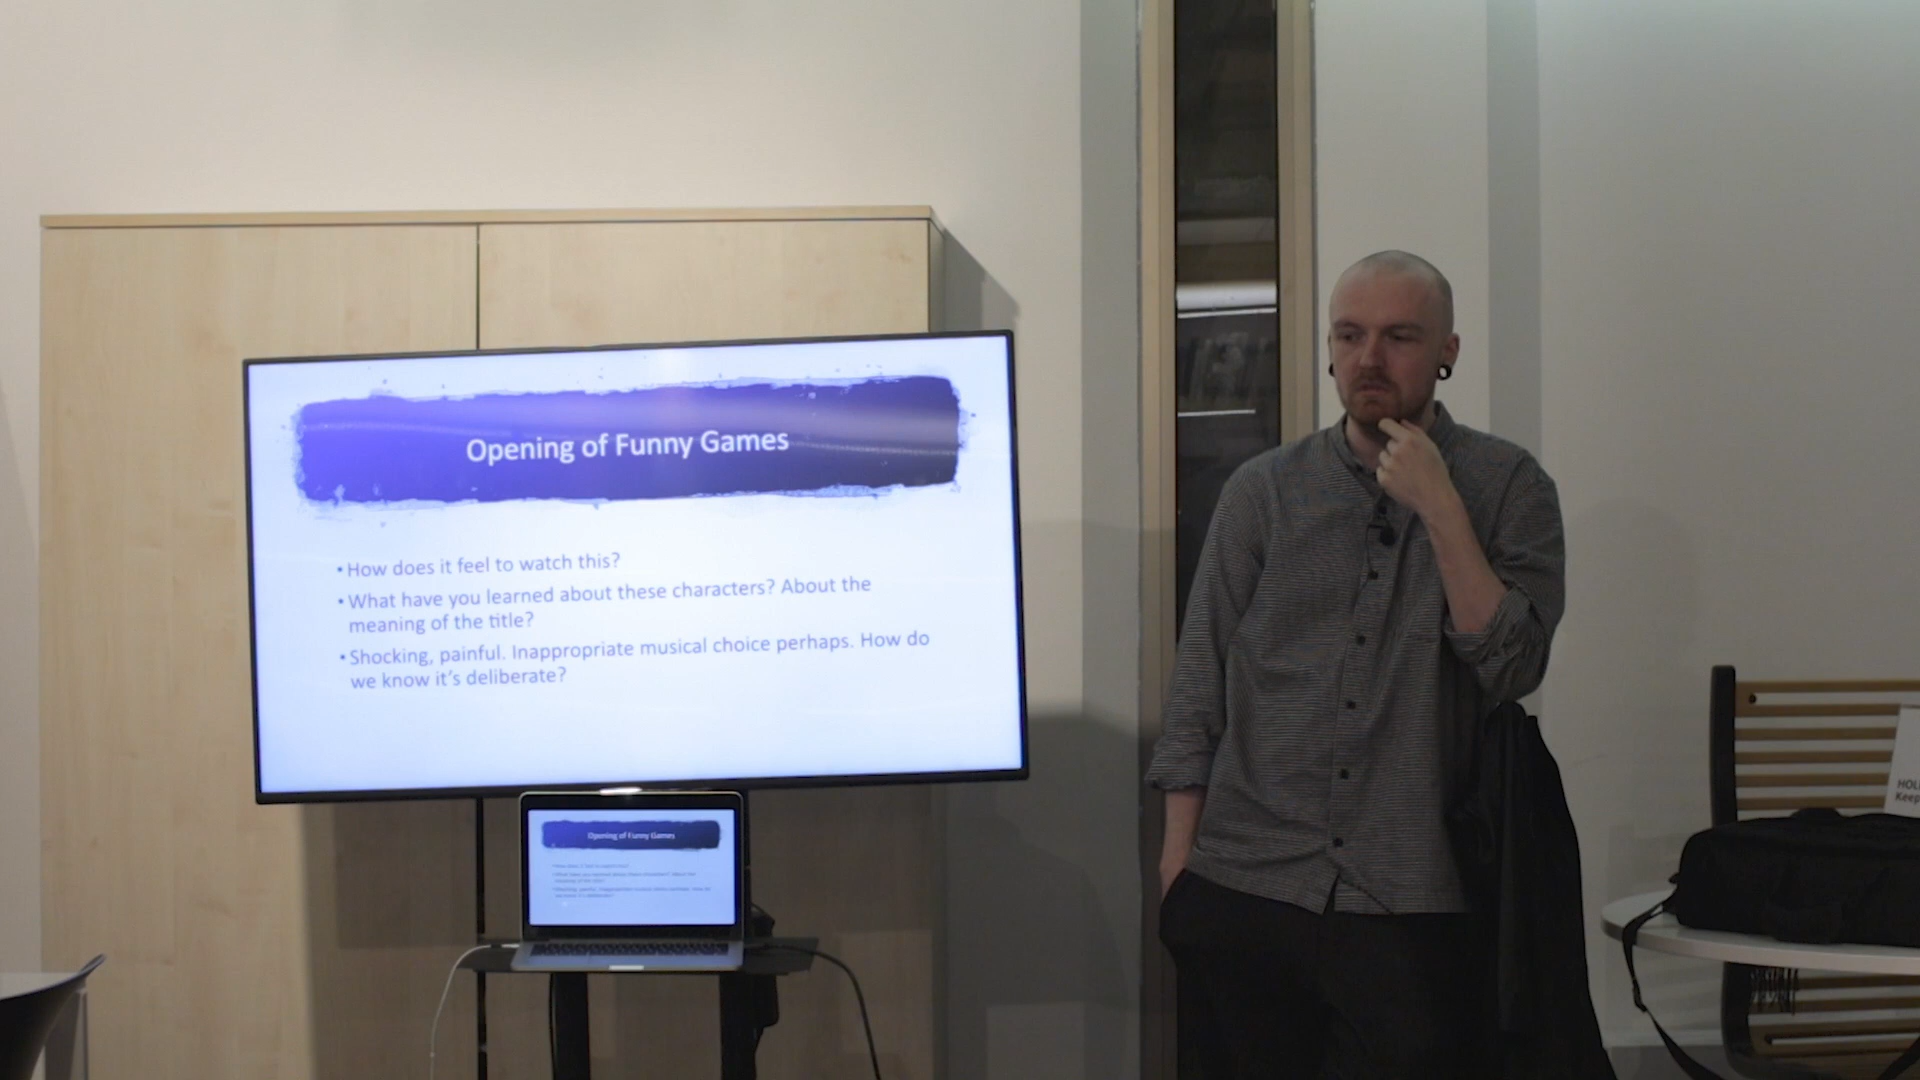 Opening of Funny Games
•How does it feel to watch this?
•What have you learned about these characters? About the
meaning of the title?
•Shocking, painful. Inappropriate musical choice perhaps. How do
we know it's deliberate?
Opening of Funny Games
Keep